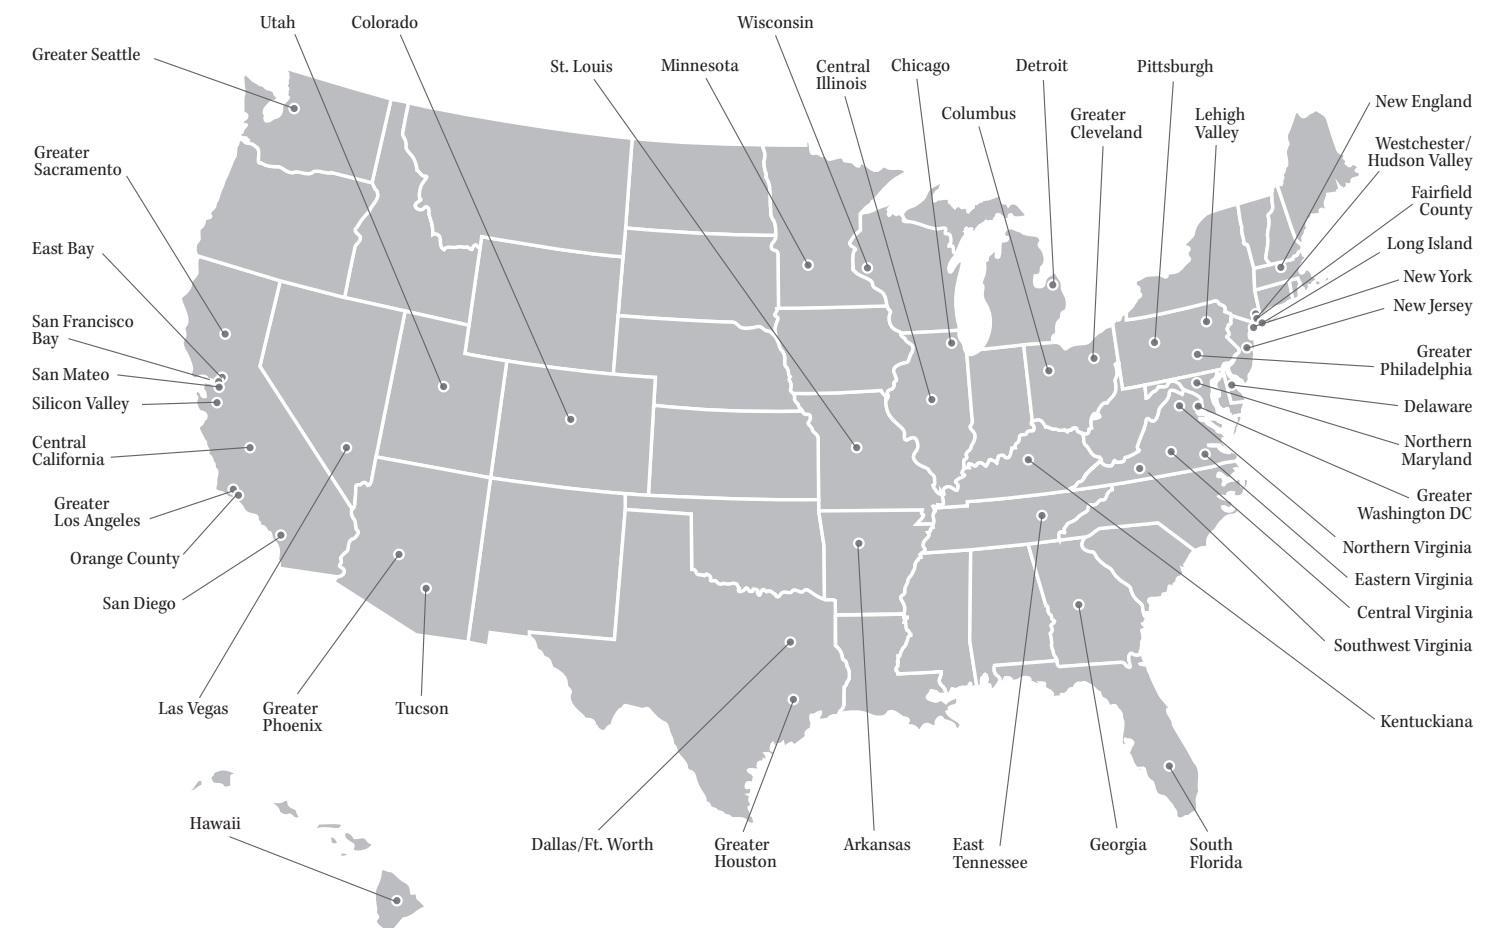 Utah
Colorado
Wisconsin
Greater Seattle
St. Louis
Minnesota
Central
Illinois
Chicago
Detroit
Pittsburgh
Columbus
Greater
Cleveland
Lehigh
Valley
New England
Westchester/
Hudson Valley
Fairfield
County
Long Island
New York
New Jersey
Greater
Philadelphia
Delaware
Northern
Maryland
Greater
Washington DC
Northern Virginia
Eastern Virginia
Central Virginia
Southwest Virginia
Kentuckiana
Greater
Sacramento
East Bay
San Francisco
Bay
San Mateo
Silicon Valley
Central
California
Greater
Los Angeles
Orange County
San Diego
Las Vegas
Greater
Phoenix
Tucson
Hawaii
Dallas/Ft. Worth
Greater
Houston
Arkansas
East
Tennessee
Georgia
South
Florida